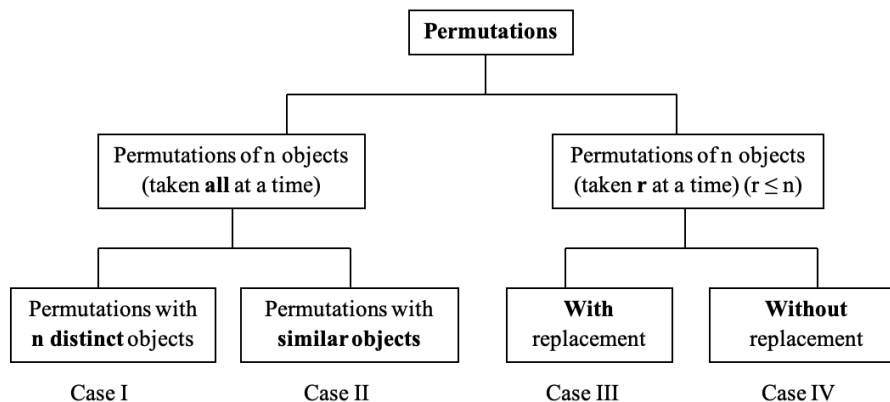 Permutations
Permutations of n objects
(taken all at a time)
Permutations of n objects
(taken r at a time) (r ≤ n)
Permutations with
n distinct objects
Permutations with
similar objects
With
replacement
Without
replacement
Case I
Case II
Case III
Case IV